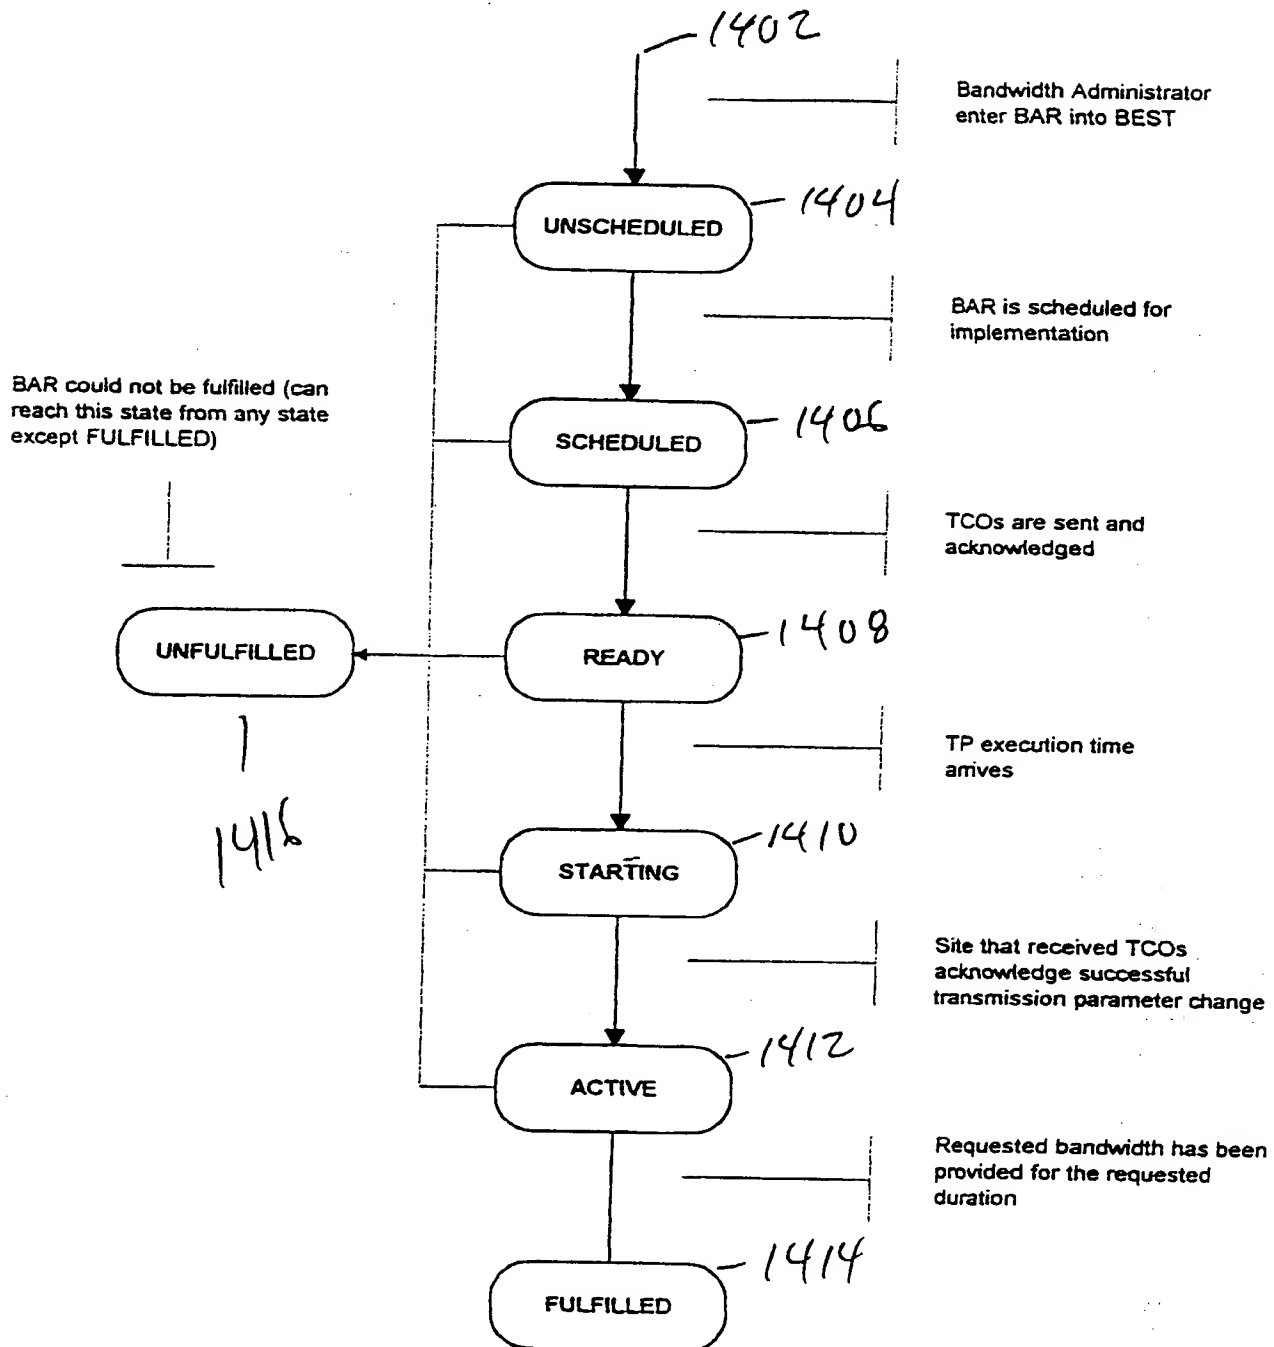 1402
Bandwidth Administrator
enter BAR into BEST
1404
UNSCHEDULED
BAR is scheduled for
implementation
BAR could not be fulfilled (can
reach this state from any state
except FULFILLED)
1406
SCHEDULED
TCOs are sent and
acknowledged
1408
UNFULFILLED
READY
1416
TP execution time
arrives
1410
STARTING
Site that received TCOs
acknowledge successful
transmission parameter change
1412
ACTIVE
Requested bandwidth has been
provided for the requested
duration
1414
FULFILLED